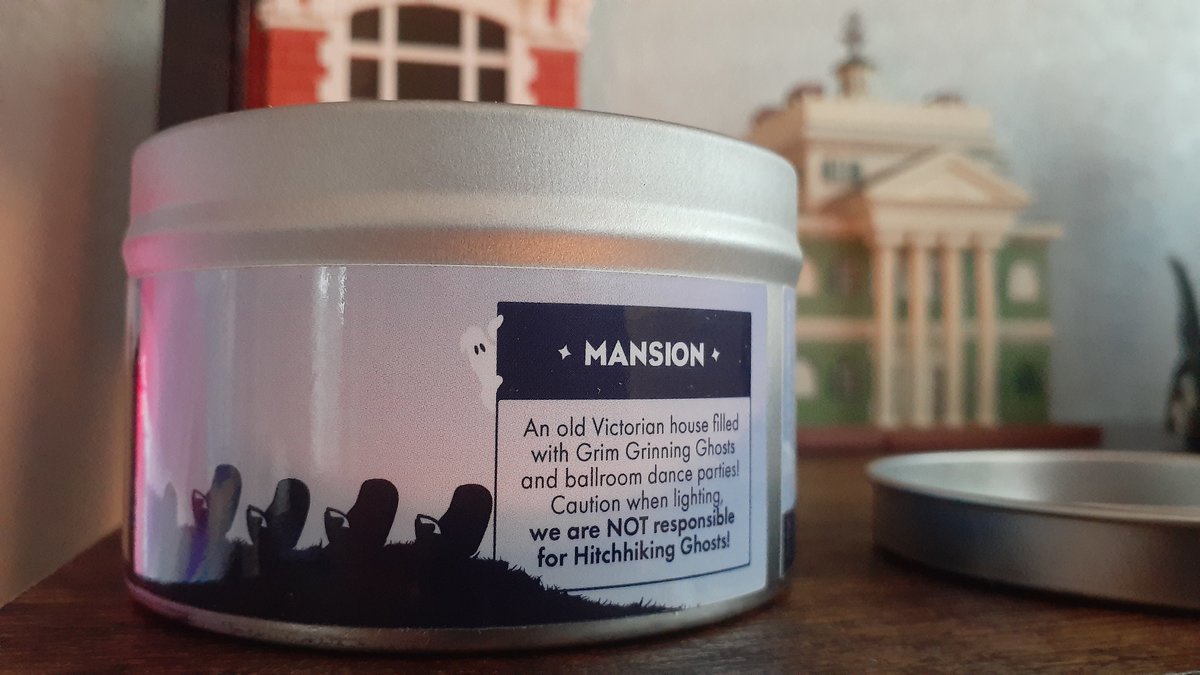 MANSION
An old Victorian house filled
with Grim Grinning Ghosts
and ballroom dance parties!
Caution when lighting,
we are NOT responsible
for Hitchhiking Ghosts!